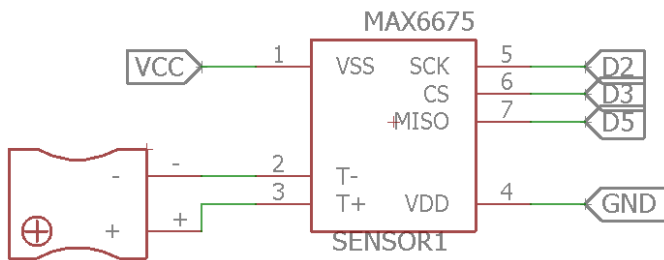 MAX6675
VCC 1 VSS SCK 5 D2
CS 6 D3
MISO 7 D5
- - 2 T-
+ + 3 T+ VDD 4 GND
SENSOR1